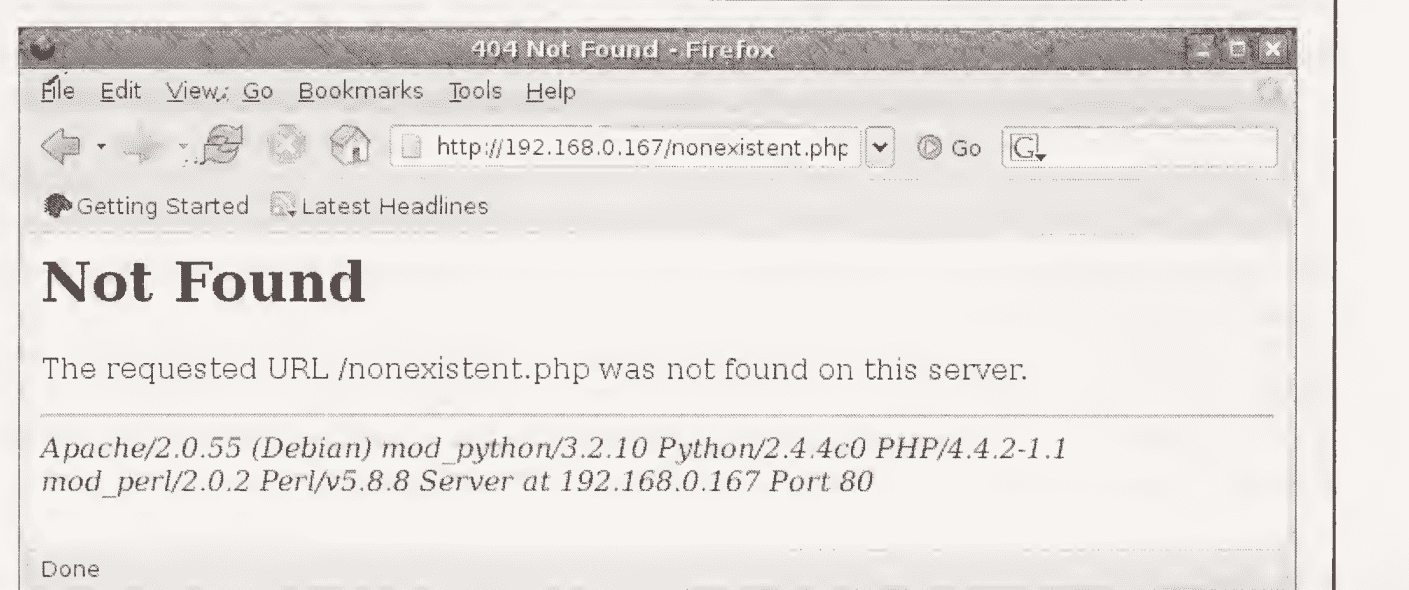 404 Not Found - Firefox
File Edit View Go Bookmarks Tools Help
http://192.168.0.167/nonexistent.php Go G
Getting Started Latest Headlines
Not Found
The requested URL /nonexistent.php was not found on this server.
Apache/2.0.55 (Debian) mod_python/3.2.10 Python/2.4.4c0 PHP/4.4.2-1.1
mod_perl/2.0.2 Perl/v5.8.8 Server at 192.168.0.167 Port 80
Done